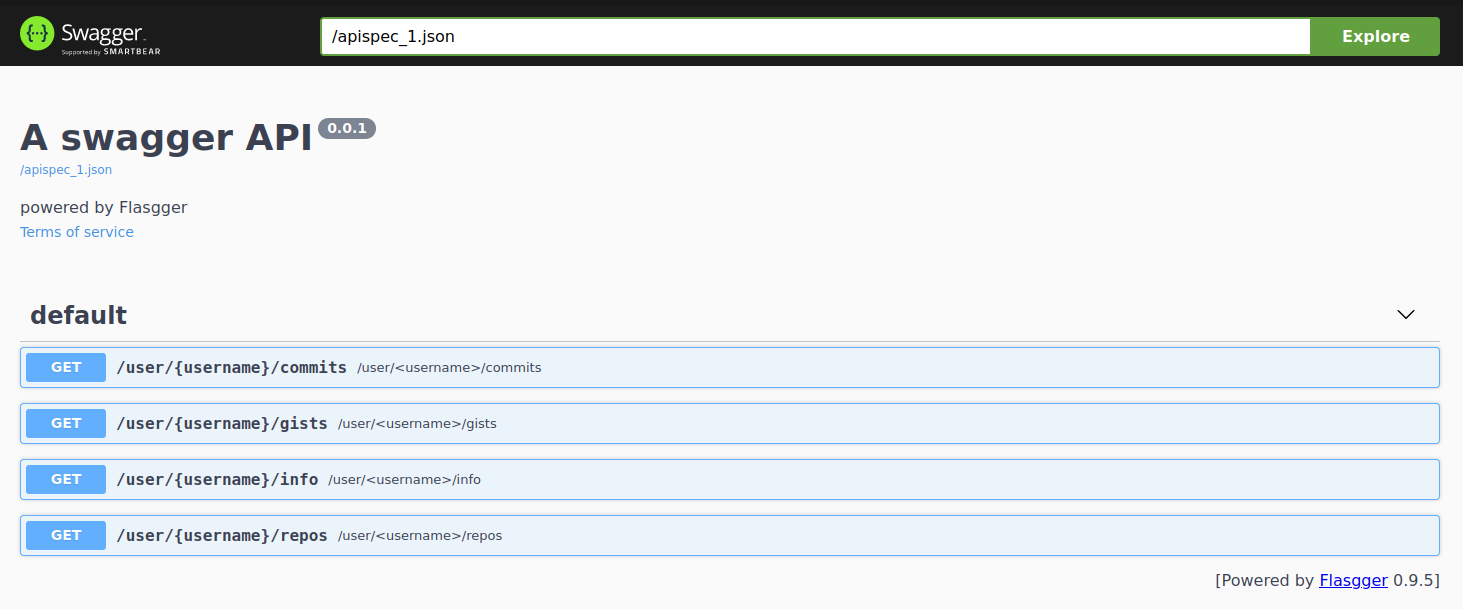 Swagger
Supported by SMARTBEAR
/apispec_1.json
Explore
A swagger API 0.0.1
/apispec_1.json
powered by Flasgger
Terms of service
default
GET /user/{username}/commits /user/<username>/commits
GET /user/{username}/gists /user/<username>/gists
GET /user/{username}/info /user/<username>/info
GET /user/{username}/repos /user/<username>/repos
[Powered by Flasgger 0.9.5]